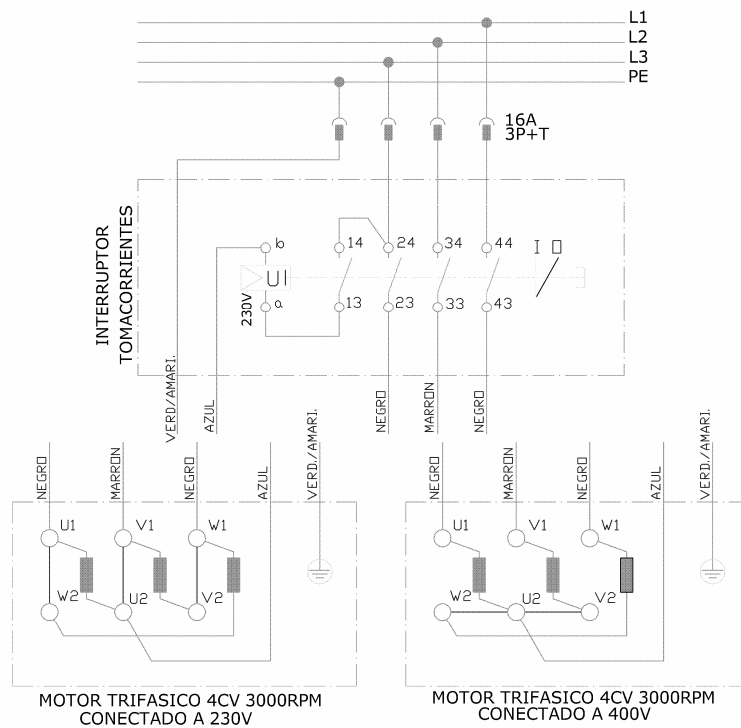 L1
L2
L3
PE
16A
3P+T
INTERRUPTOR
TOMACORRIENTES
b
14
24
34
44
I O
U<
230V
a
13
23
33
43
VERD/AMARI.
AZUL
NEGRO
MARRON
NEGRO
NEGRO
MARRON
NEGRO
AZUL
VERD./AMARI.
NEGRO
MARRON
NEGRO
AZUL
VERD./AMARI.
U1
V1
W1
W2
U2
V2
U1
V1
W1
W2
U2
V2
MOTOR TRIFASICO 4CV 3000RPM
CONECTADO A 230V
MOTOR TRIFASICO 4CV 3000RPM
CONECTADO A 400V